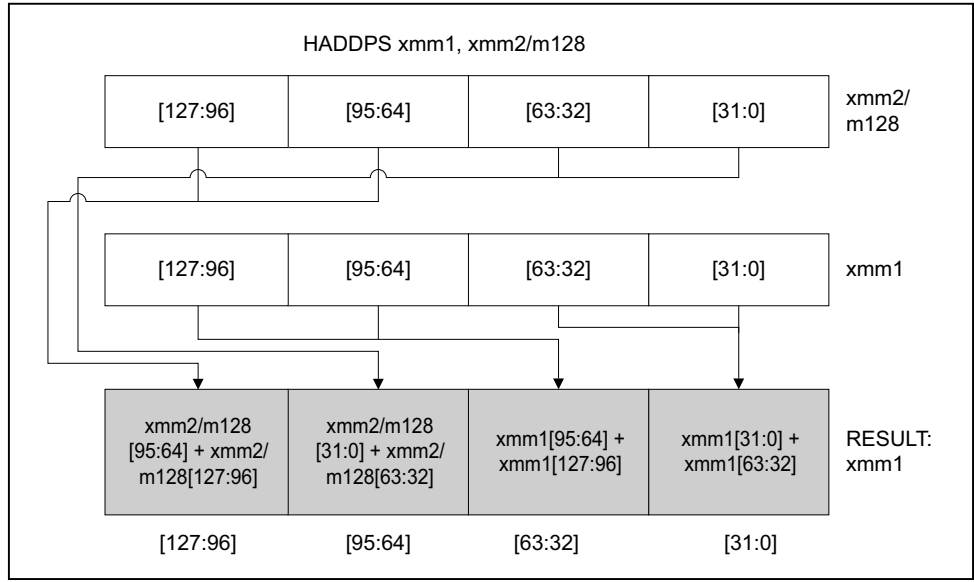 HADDPS xmm1, xmm2/m128
[127:96] [95:64] [63:32] [31:0] xmm2/
m128
[127:96] [95:64] [63:32] [31:0] xmm1
xmm2/m128
[95:64] + xmm2/
m128[127:96]
xmm2/m128
[31:0] + xmm2/
m128[63:32]
xmm1[95:64] +
xmm1[127:96]
xmm1[31:0] +
xmm1[63:32]
RESULT:
xmm1
[127:96] [95:64] [63:32] [31:0]